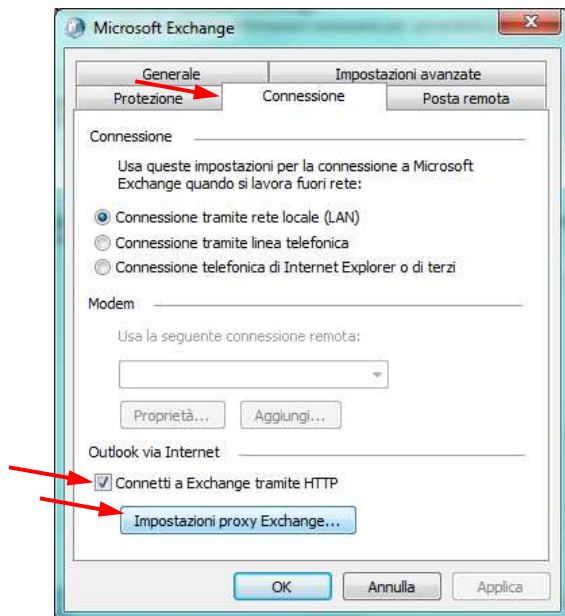 Microsoft Exchange
Generale
Impostazioni avanzate
Protezione
Connessione
Posta remota
Connessione
Usa queste impostazioni per la connessione a Microsoft
Exchange quando si lavora fuori rete:
Connessione tramite rete locale (LAN)
Connessione tramite linea telefonica
Connessione telefonica di Internet Explorer o di terzi
Modem
Usa la seguente connessione remota:
Proprietà...
Aggiungi...
Outlook via Internet
Connetti a Exchange tramite HTTP
Impostazioni proxy Exchange...
OK
Annulla
Applica